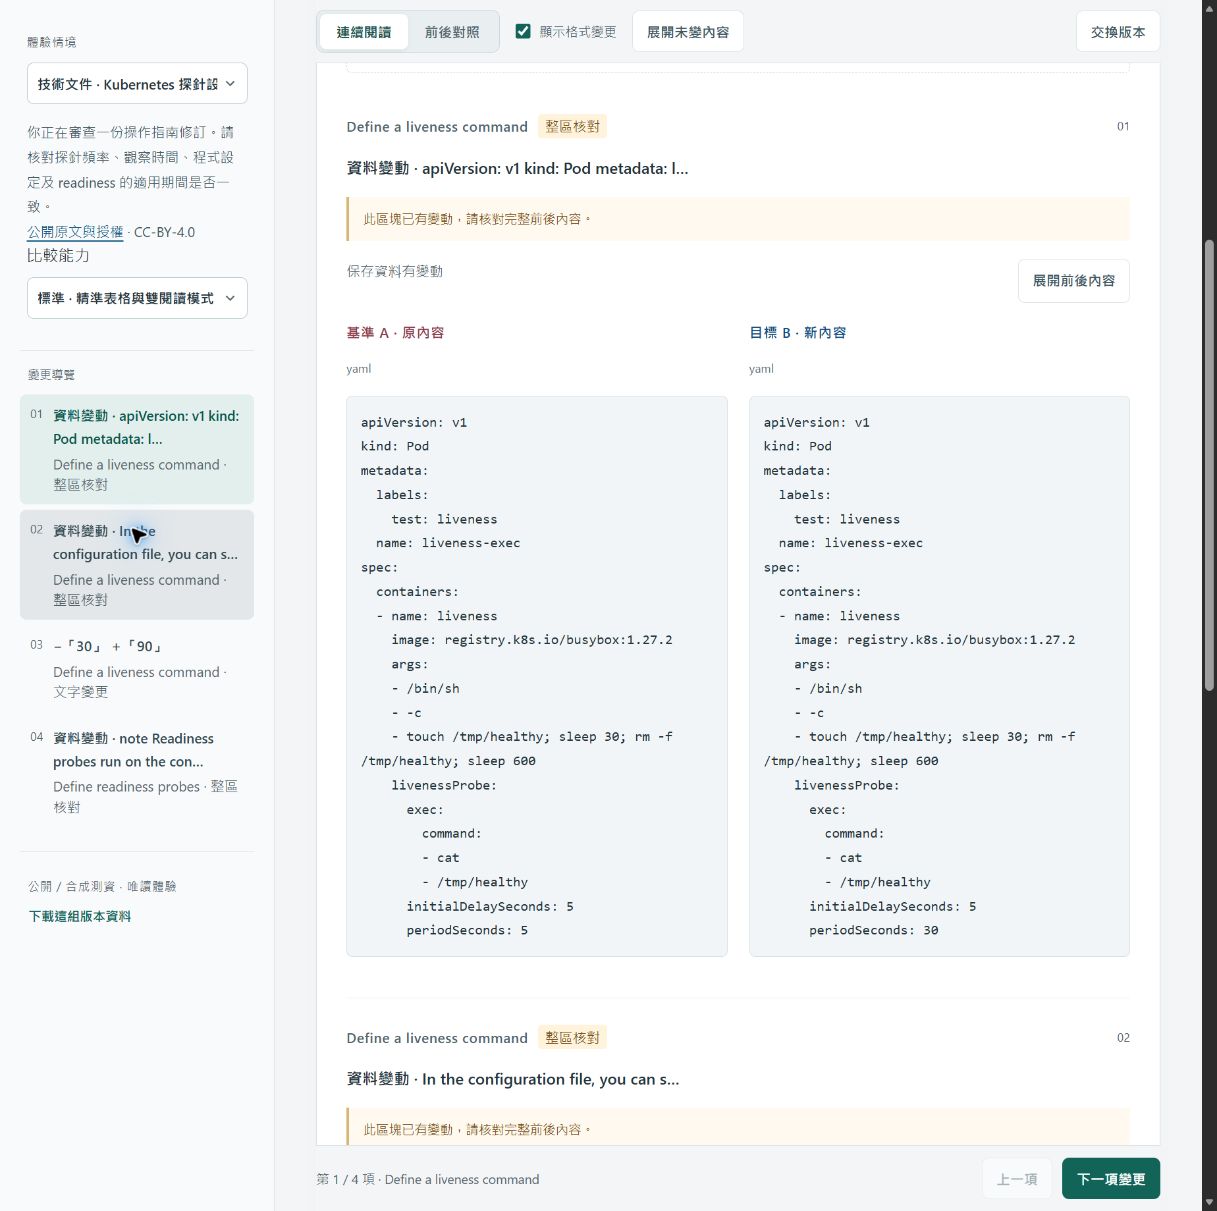 體驗情境
技術文件 · Kubernetes 探針設
你正在審查一份操作指南修訂。請
核對探針頻率、觀察時間、程式設
定及 readiness 的適用期間是否一
致。
公開原文與授權 · CC-BY-4.0
比較能力
標準 · 精準表格與雙閱讀模式
變更導覽
01 資料變動 · apiVersion: v1 kind:
Pod metadata: l...
Define a liveness command ·
整區核對
02 資料變動 · In the
configuration file, you can s...
Define a liveness command ·
整區核對
03 −「30」 +「90」
Define a liveness command ·
文字變更
04 資料變動 · note Readiness
probes run on the con...
Define readiness probes · 整區
核對
公開 / 合成測資 · 唯讀體驗
下載這組版本資料
連續閱讀 前後對照 顯示格式變更 展開未變內容 交換版本
Define a liveness command 整區核對 01
資料變動 · apiVersion: v1 kind: Pod metadata: l...
此區塊已有變動，請核對完整前後內容。
保存資料有變動 展開前後內容
基準 A · 原內容
yaml
apiVersion: v1
kind: Pod
metadata:
  labels:
    test: liveness
  name: liveness-exec
spec:
  containers:
  - name: liveness
    image: registry.k8s.io/busybox:1.27.2
    args:
    - /bin/sh
    - -c
    - touch /tmp/healthy; sleep 30; rm -f
/tmp/healthy; sleep 600
    livenessProbe:
      exec:
        command:
        - cat
        - /tmp/healthy
      initialDelaySeconds: 5
      periodSeconds: 5
目標 B · 新內容
yaml
apiVersion: v1
kind: Pod
metadata:
  labels:
    test: liveness
  name: liveness-exec
spec:
  containers:
  - name: liveness
    image: registry.k8s.io/busybox:1.27.2
    args:
    - /bin/sh
    - -c
    - touch /tmp/healthy; sleep 30; rm -f
/tmp/healthy; sleep 600
    livenessProbe:
      exec:
        command:
        - cat
        - /tmp/healthy
      initialDelaySeconds: 5
      periodSeconds: 30
Define a liveness command 整區核對 02
資料變動 · In the configuration file, you can s...
此區塊已有變動，請核對完整前後內容。
第 1 / 4 項 · Define a liveness command 上一項 下一項變更